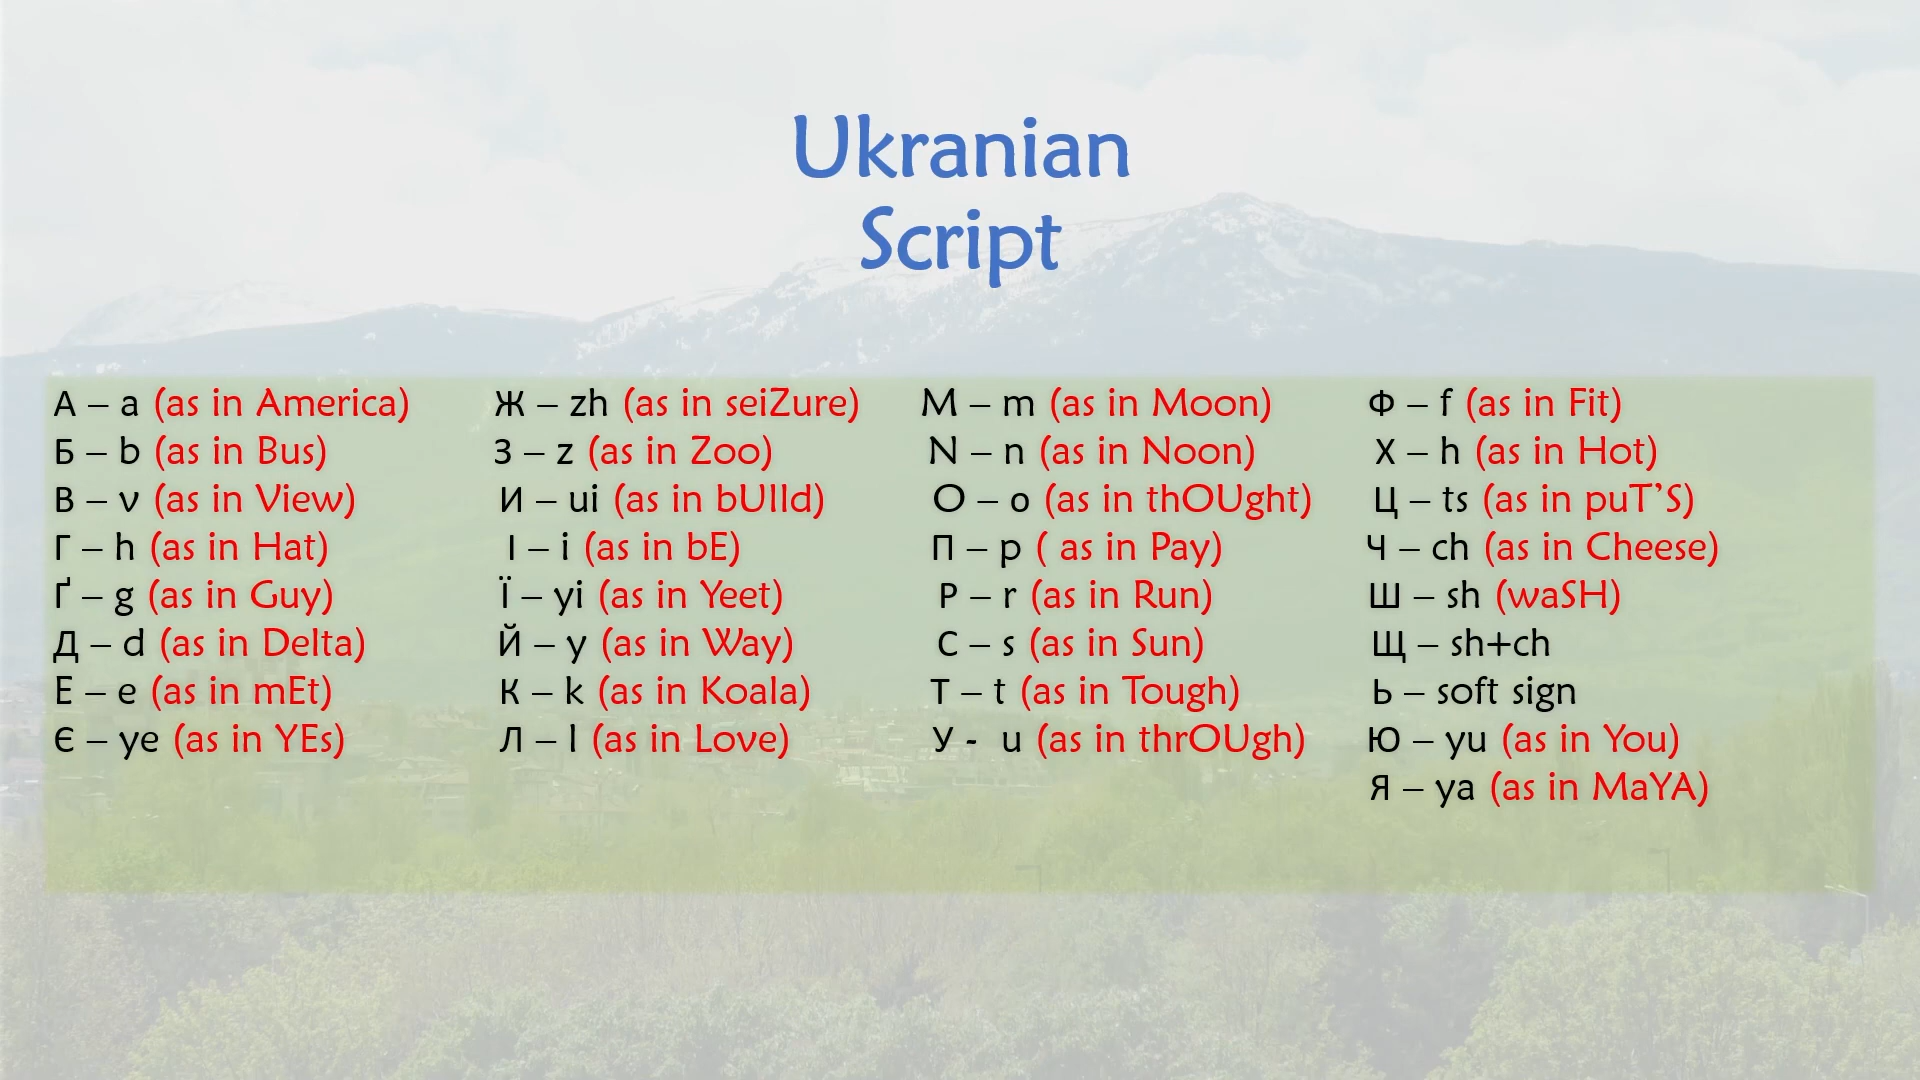 Ukranian
Script
А – a (as in America)
Б – b (as in Bus)
В – v (as in View)
Г – h (as in Hat)
Ґ – g (as in Guy)
Д – d (as in Delta)
Е – e (as in mEt)
Є – ye (as in YEs)
Ж – zh (as in seiZure)
З – z (as in Zoo)
И – ui (as in bUIld)
І – i (as in bE)
Ї – yi (as in Yeet)
Й – y (as in Way)
К – k (as in Koala)
Л – l (as in Love)
M – m (as in Moon)
N – n (as in Noon)
O – o (as in thOUght)
П – p ( as in Pay)
Р – r (as in Run)
С – s (as in Sun)
Т – t (as in Tough)
У - u (as in thrOUgh)
Ф – f (as in Fit)
Х – h (as in Hot)
Ц – ts (as in puT’S)
Ч – ch (as in Cheese)
Ш – sh (waSH)
Щ – sh+ch
Ь – soft sign
Ю – yu (as in You)
Я – ya (as in MaYA)